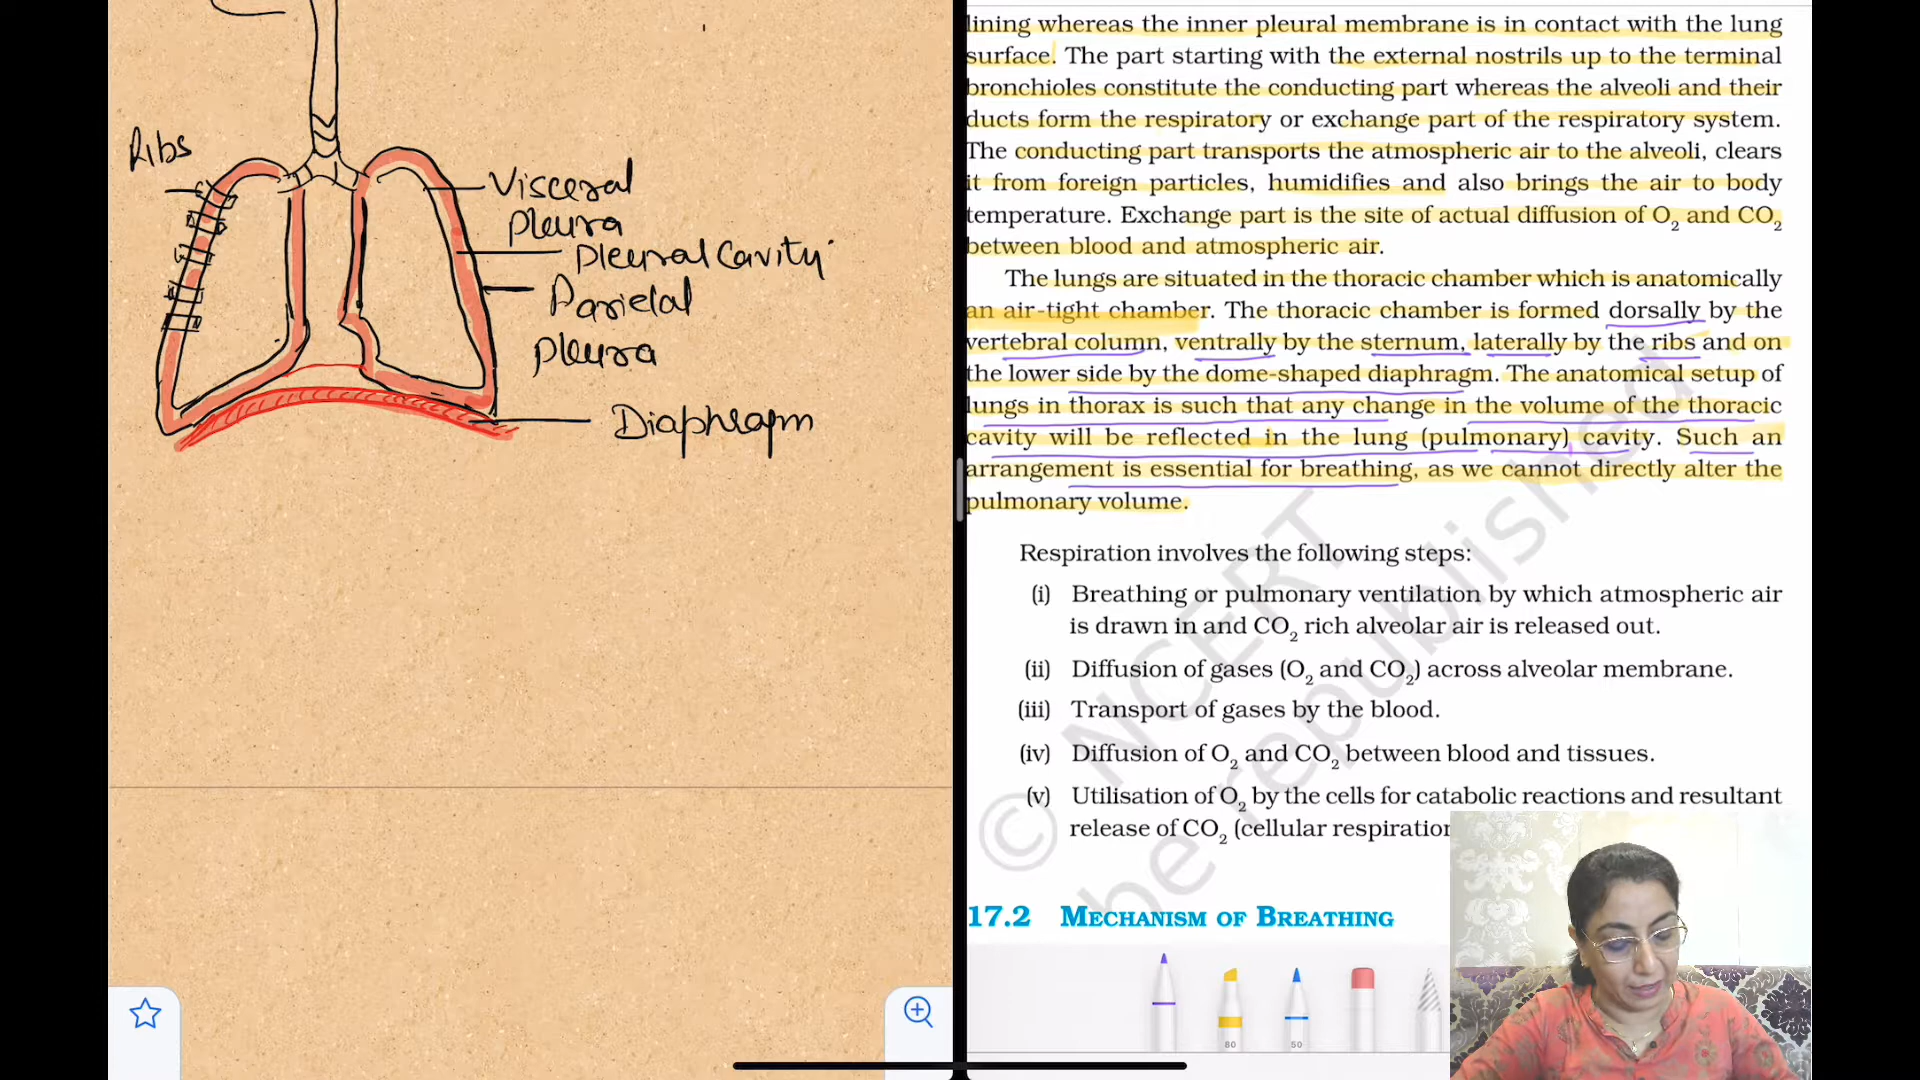 Ribs
Visceral
Pleura
Pleural Cavity
Parietal
Pleura
Diaphragm
lining whereas the inner pleural membrane is in contact with the lung
surface. The part starting with the external nostrils up to the terminal
bronchioles constitute the conducting part whereas the alveoli and their
ducts form the respiratory or exchange part of the respiratory system.
The conducting part transports the atmospheric air to the alveoli, clears
it from foreign particles, humidifies and also brings the air to body
temperature. Exchange part is the site of actual diffusion of O₂ and CO₂
between blood and atmospheric air.
The lungs are situated in the thoracic chamber which is anatomically
an air-tight chamber. The thoracic chamber is formed dorsally by the
vertebral column, ventrally by the sternum, laterally by the ribs and on
the lower side by the dome-shaped diaphragm. The anatomical setup of
lungs in thorax is such that any change in the volume of the thoracic
cavity will be reflected in the lung (pulmonary) cavity. Such an
arrangement is essential for breathing, as we cannot directly alter the
pulmonary volume.
Respiration involves the following steps:
(i) Breathing or pulmonary ventilation by which atmospheric air
is drawn in and CO₂ rich alveolar air is released out.
(ii) Diffusion of gases (O₂ and CO₂) across alveolar membrane.
(iii) Transport of gases by the blood.
(iv) Diffusion of O₂ and CO₂ between blood and tissues.
(v) Utilisation of O₂ by the cells for catabolic reactions and resultant
release of CO₂ (cellular respiration
17.2 MECHANISM OF BREATHING
© NCERT
be republished
80
50